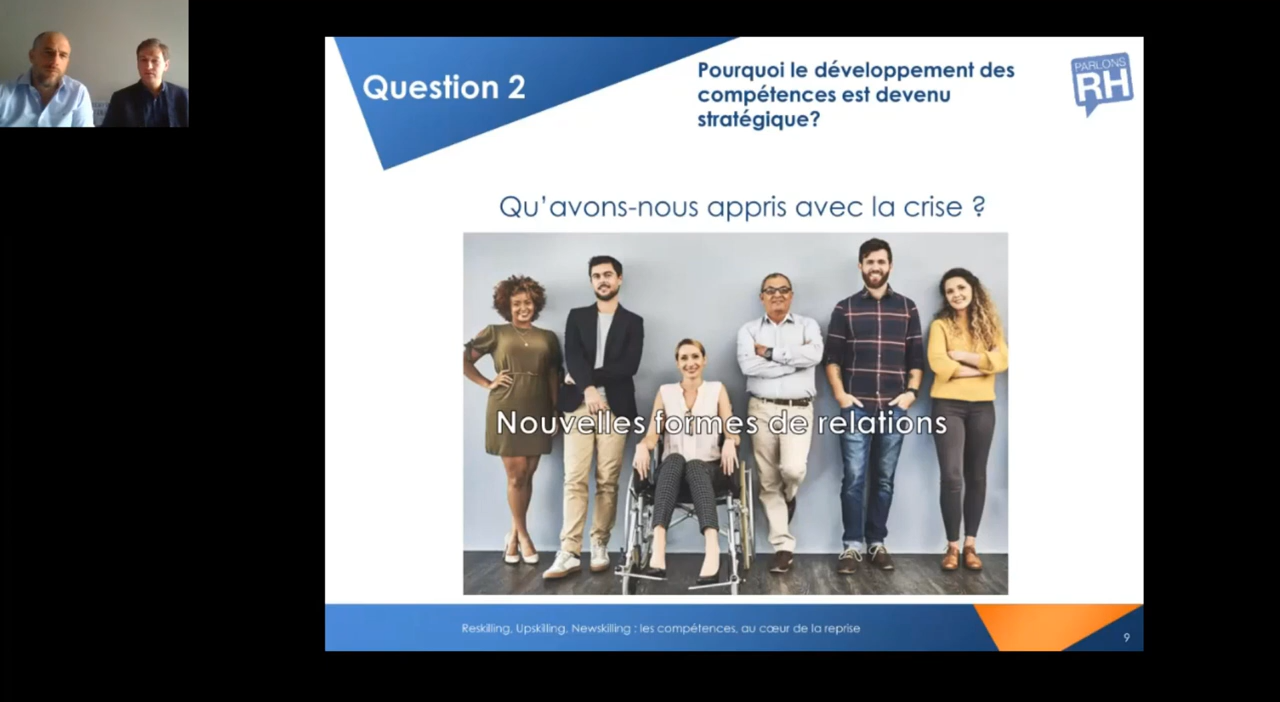 Question 2
Pourquoi le développement des
compétences est devenu
stratégique?
PARLONS
RH
Qu'avons-nous appris avec la crise ?
Nouvelles formes de relations
Reskilling, Upskilling, Newskilling : les compétences, au cœur de la reprise
9